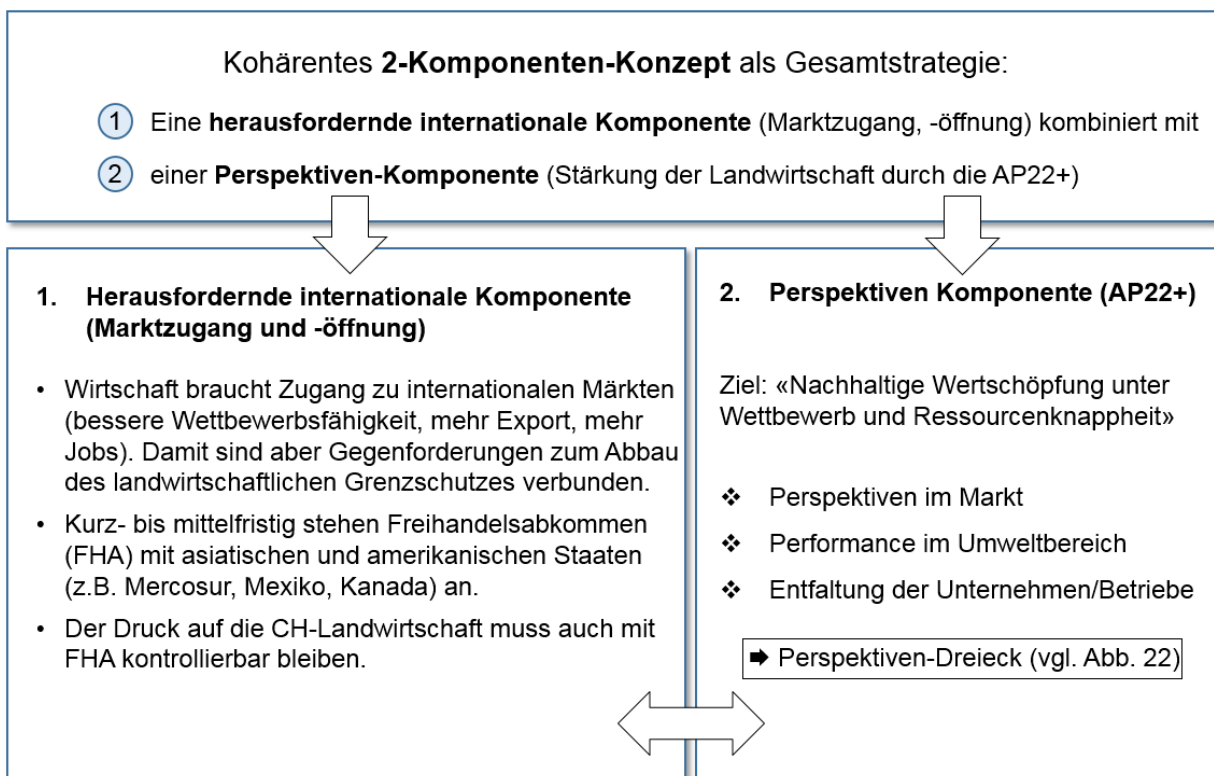 Kohärentes 2-Komponenten-Konzept als Gesamtstrategie:
1 Eine herausfordernde internationale Komponente (Marktzugang, -öffnung) kombiniert mit
2 einer Perspektiven-Komponente (Stärkung der Landwirtschaft durch die AP22+)
1. Herausfordernde internationale Komponente
(Marktzugang und -öffnung)
• Wirtschaft braucht Zugang zu internationalen Märkten
(bessere Wettbewerbsfähigkeit, mehr Export, mehr
Jobs). Damit sind aber Gegenforderungen zum Abbau
des landwirtschaftlichen Grenzschutzes verbunden.
• Kurz- bis mittelfristig stehen Freihandelsabkommen
(FHA) mit asiatischen und amerikanischen Staaten
(z.B. Mercosur, Mexiko, Kanada) an.
• Der Druck auf die CH-Landwirtschaft muss auch mit
FHA kontrollierbar bleiben.
2. Perspektiven Komponente (AP22+)
Ziel: «Nachhaltige Wertschöpfung unter
Wettbewerb und Ressourcenknappheit»
❖ Perspektiven im Markt
❖ Performance im Umweltbereich
❖ Entfaltung der Unternehmen/Betriebe
➡ Perspektiven-Dreieck (vgl. Abb. 22)